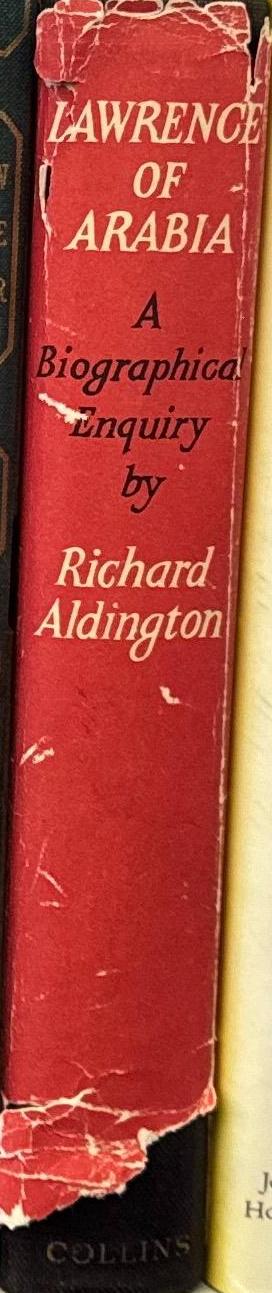 LAWRENCE
OF
ARABIA
A
Biographical
Enquiry
by
Richard
Aldington
COLLINS